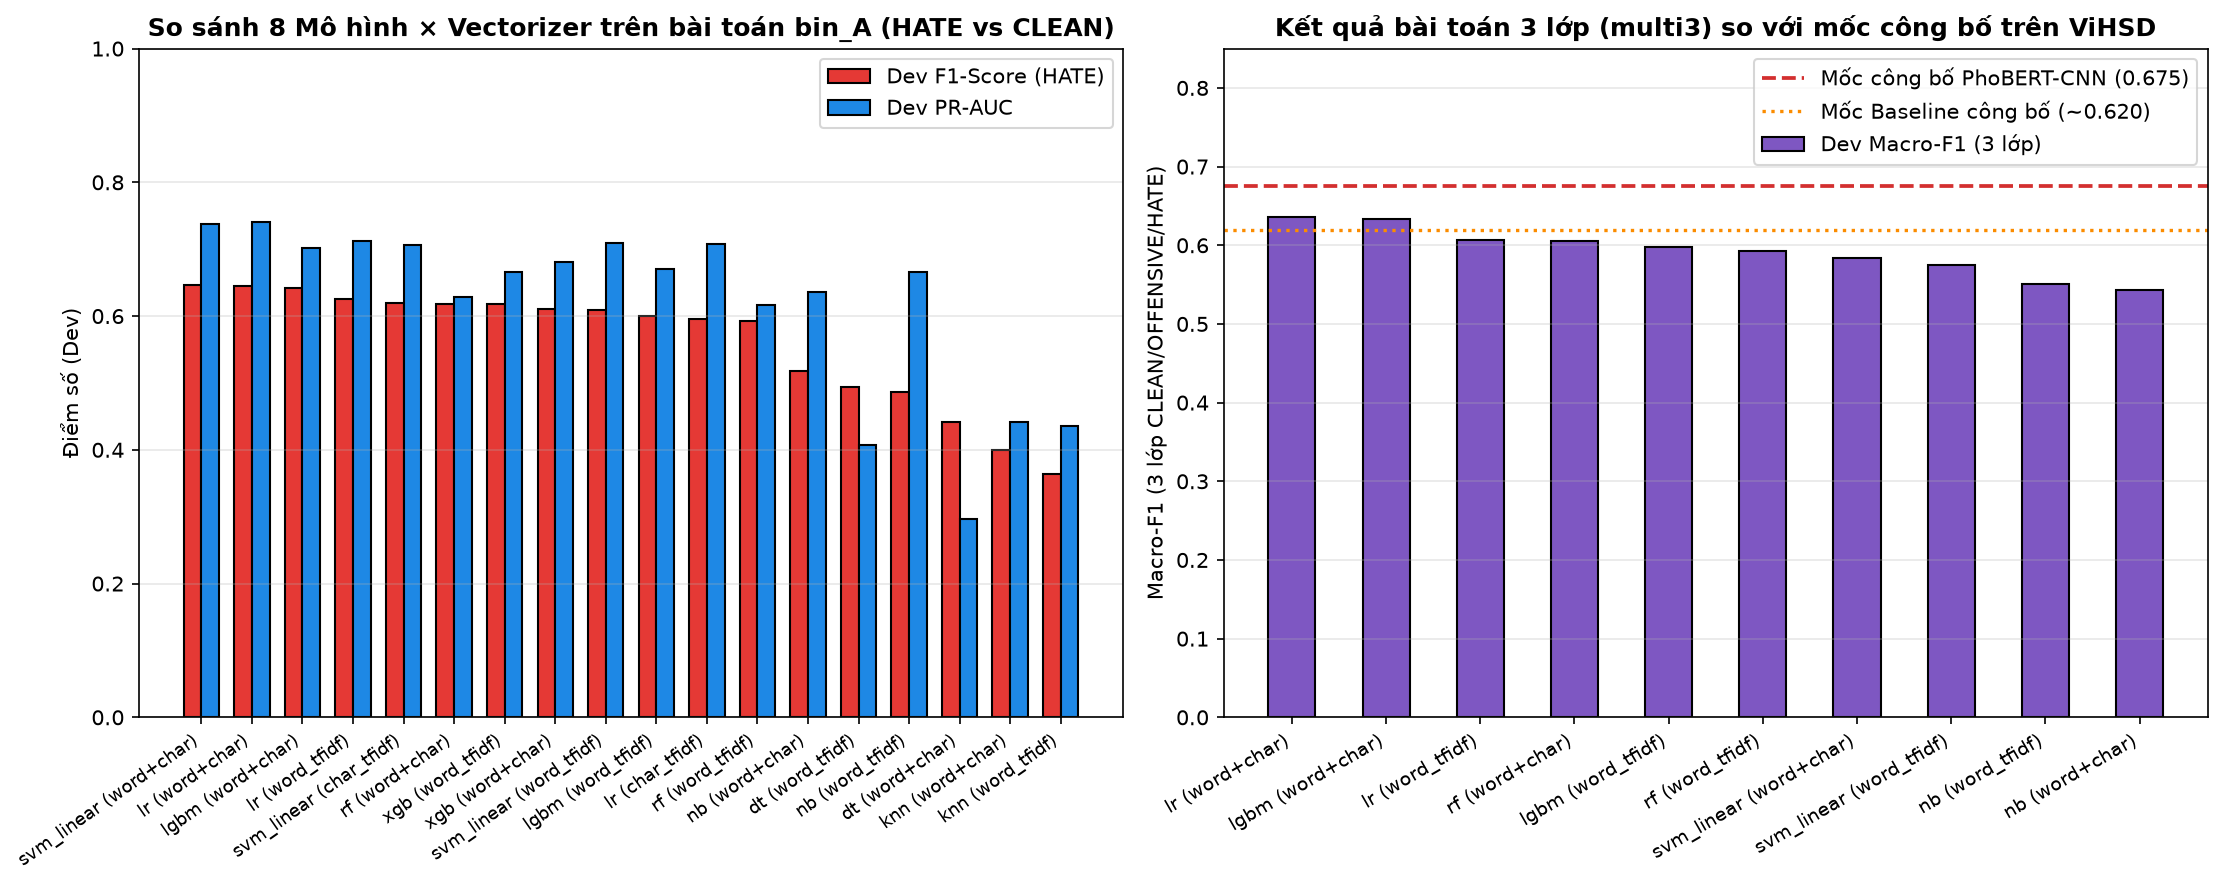 So sánh 8 Mô hình × Vectorizer trên bài toán bin_A (HATE vs CLEAN)
Dev F1-Score (HATE)
Dev PR-AUC
Điểm số (Dev)
1.0
0.8
0.6
0.4
0.2
0.0
svm_linear (word+char)
lr (word+char)
lgbm (word+char)
lr (word_tfidf)
svm_linear (char_tfidf)
rf (word+char)
xgb (word_tfidf)
xgb (word+char)
svm_linear (word_tfidf)
lgbm (word_tfidf)
lr (char_tfidf)
rf (word_tfidf)
nb (word+char)
dt (word_tfidf)
nb (word_tfidf)
dt (word+char)
knn (word+char)
knn (word_tfidf)
Kết quả bài toán 3 lớp (multi3) so với mốc công bố trên ViHSD
Mốc công bố PhoBERT-CNN (0.675)
Mốc Baseline công bố (~0.620)
Dev Macro-F1 (3 lớp)
Macro-F1 (3 lớp CLEAN/OFFENSIVE/HATE)
0.8
0.7
0.6
0.5
0.4
0.3
0.2
0.1
0.0
lr (word+char)
lgbm (word+char)
lr (word_tfidf)
rf (word+char)
lgbm (word_tfidf)
rf (word_tfidf)
svm_linear (word+char)
svm_linear (word_tfidf)
nb (word_tfidf)
nb (word+char)